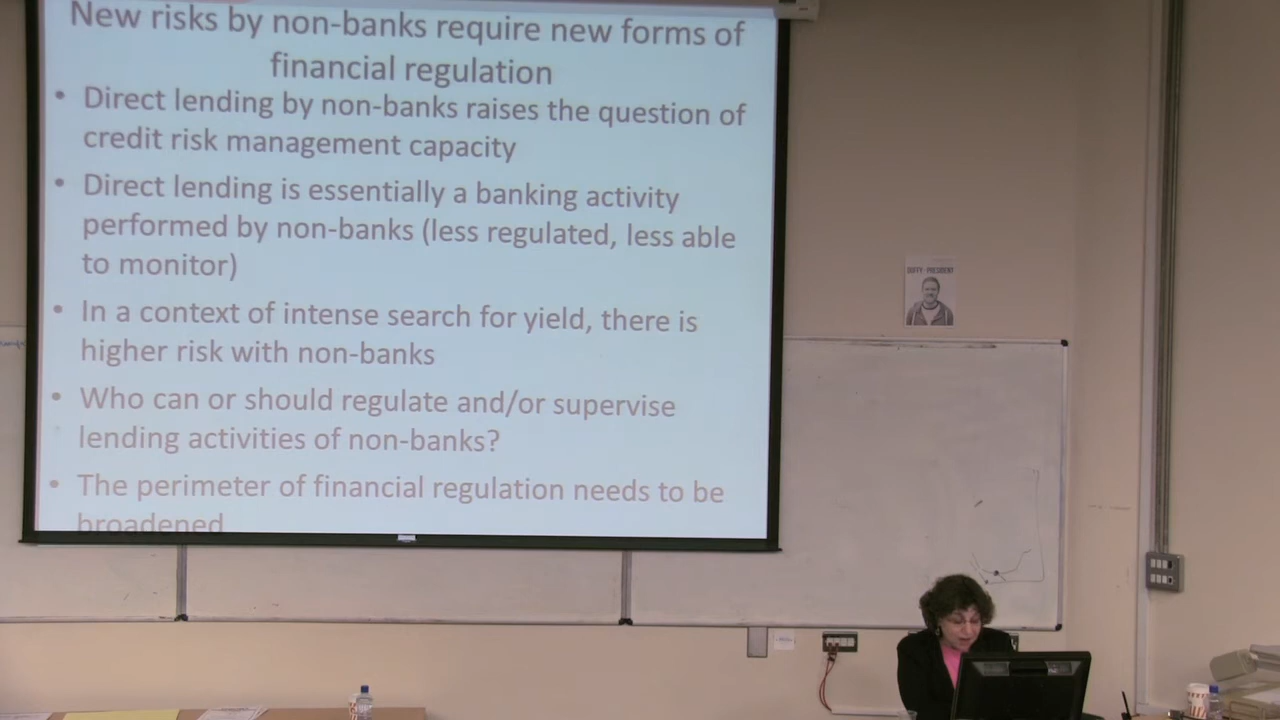 New risks by non-banks require new forms of
financial regulation
• Direct lending by non-banks raises the question of
credit risk management capacity
• Direct lending is essentially a banking activity
performed by non-banks (less regulated, less able
to monitor)
• In a context of intense search for yield, there is
higher risk with non-banks
• Who can or should regulate and/or supervise
lending activities of non-banks?
• The perimeter of financial regulation needs to be
broadened
DUFFY PRESIDENT